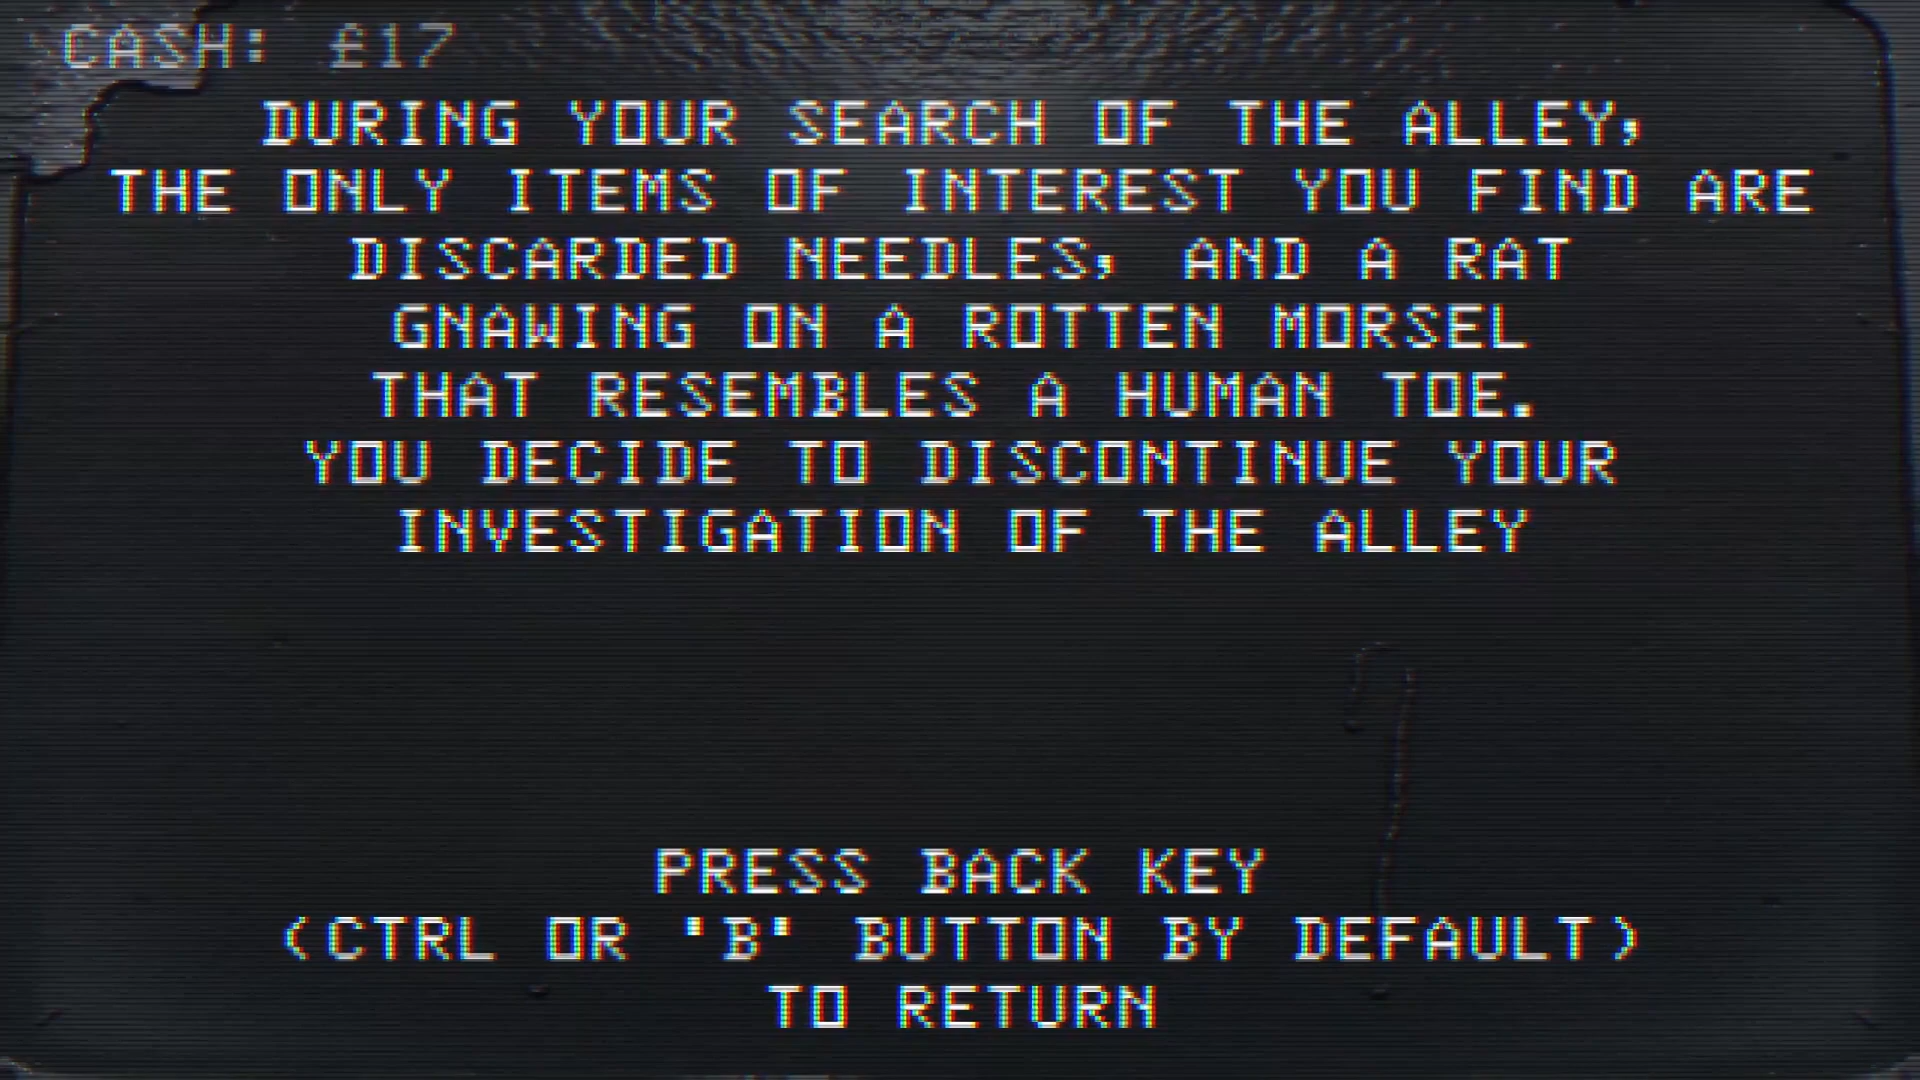 CASH: £17
DURING YOUR SEARCH OF THE ALLEY,
THE ONLY ITEMS OF INTEREST YOU FIND ARE
DISCARDED NEEDLES, AND A RAT
GNAWING ON A ROTTEN MORSEL
THAT RESEMBLES A HUMAN TOE.
YOU DECIDE TO DISCONTINUE YOUR
INVESTIGATION OF THE ALLEY
PRESS BACK KEY
(CTRL OR 'B' BUTTON BY DEFAULT)
TO RETURN